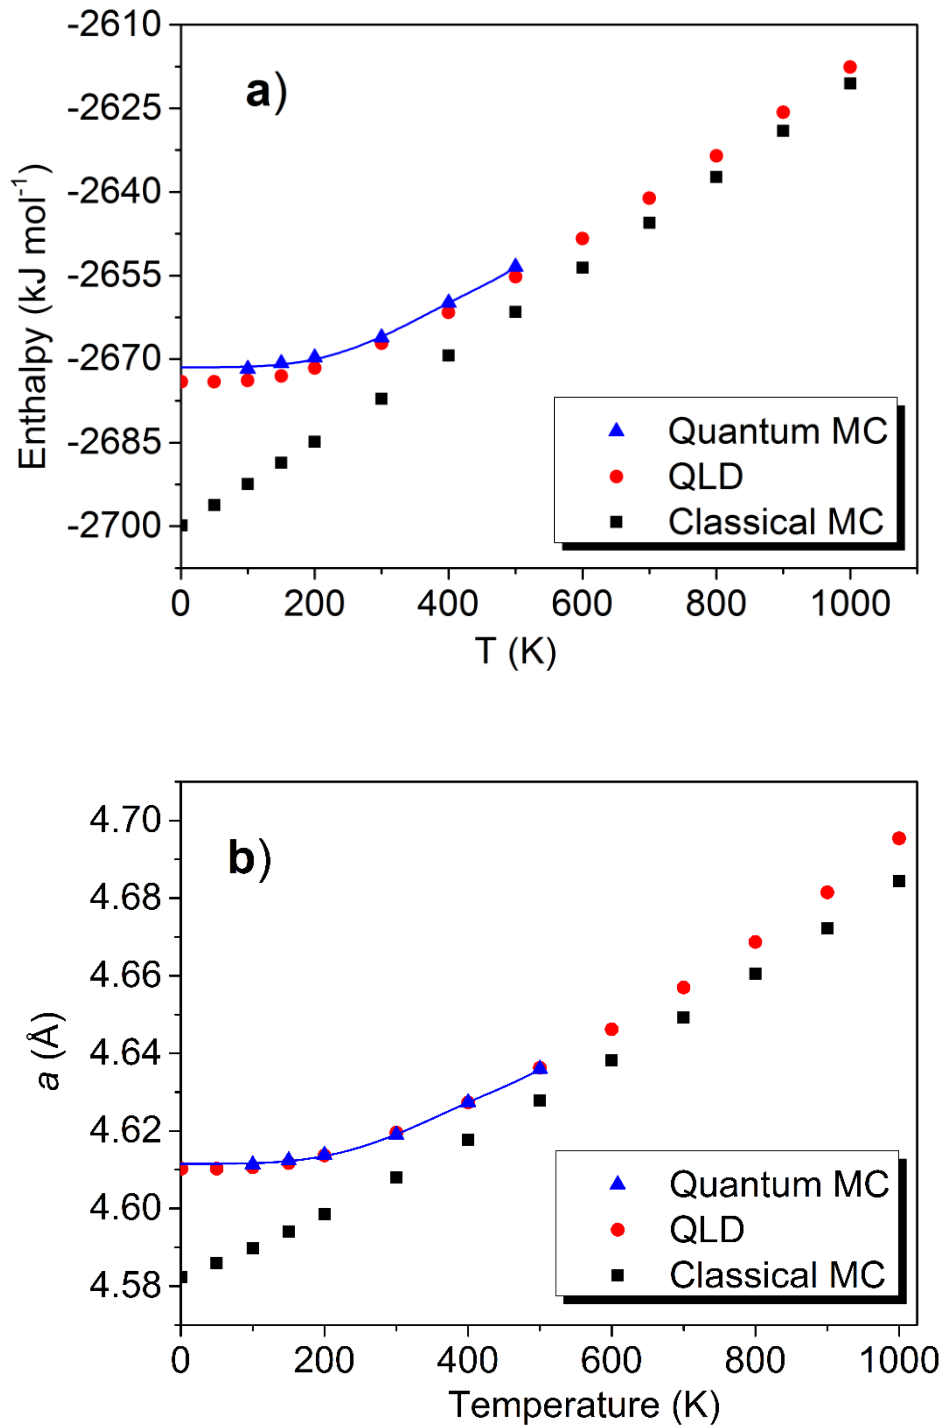 a)
Enthalpy (kJ mol⁻¹)
-2610
-2625
-2640
-2655
-2670
-2685
-2700
Quantum MC
QLD
Classical MC
0 200 400 600 800 1000
T (K)
b)
a (Å)
4.70
4.68
4.66
4.64
4.62
4.60
4.58
Quantum MC
QLD
Classical MC
0 200 400 600 800 1000
Temperature (K)